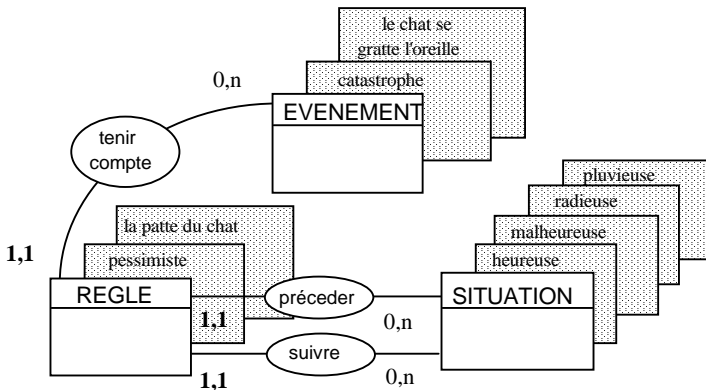 le chat se
gratte l'oreille
0,n
catastrophe
EVENEMENT
tenir
compte
pluvieuse
radieuse
la patte du chat
malheureuse
1,1
pessimiste
heureuse
REGLE
préceder
SITUATION
1,1
0,n
suivre
1,1
0,n